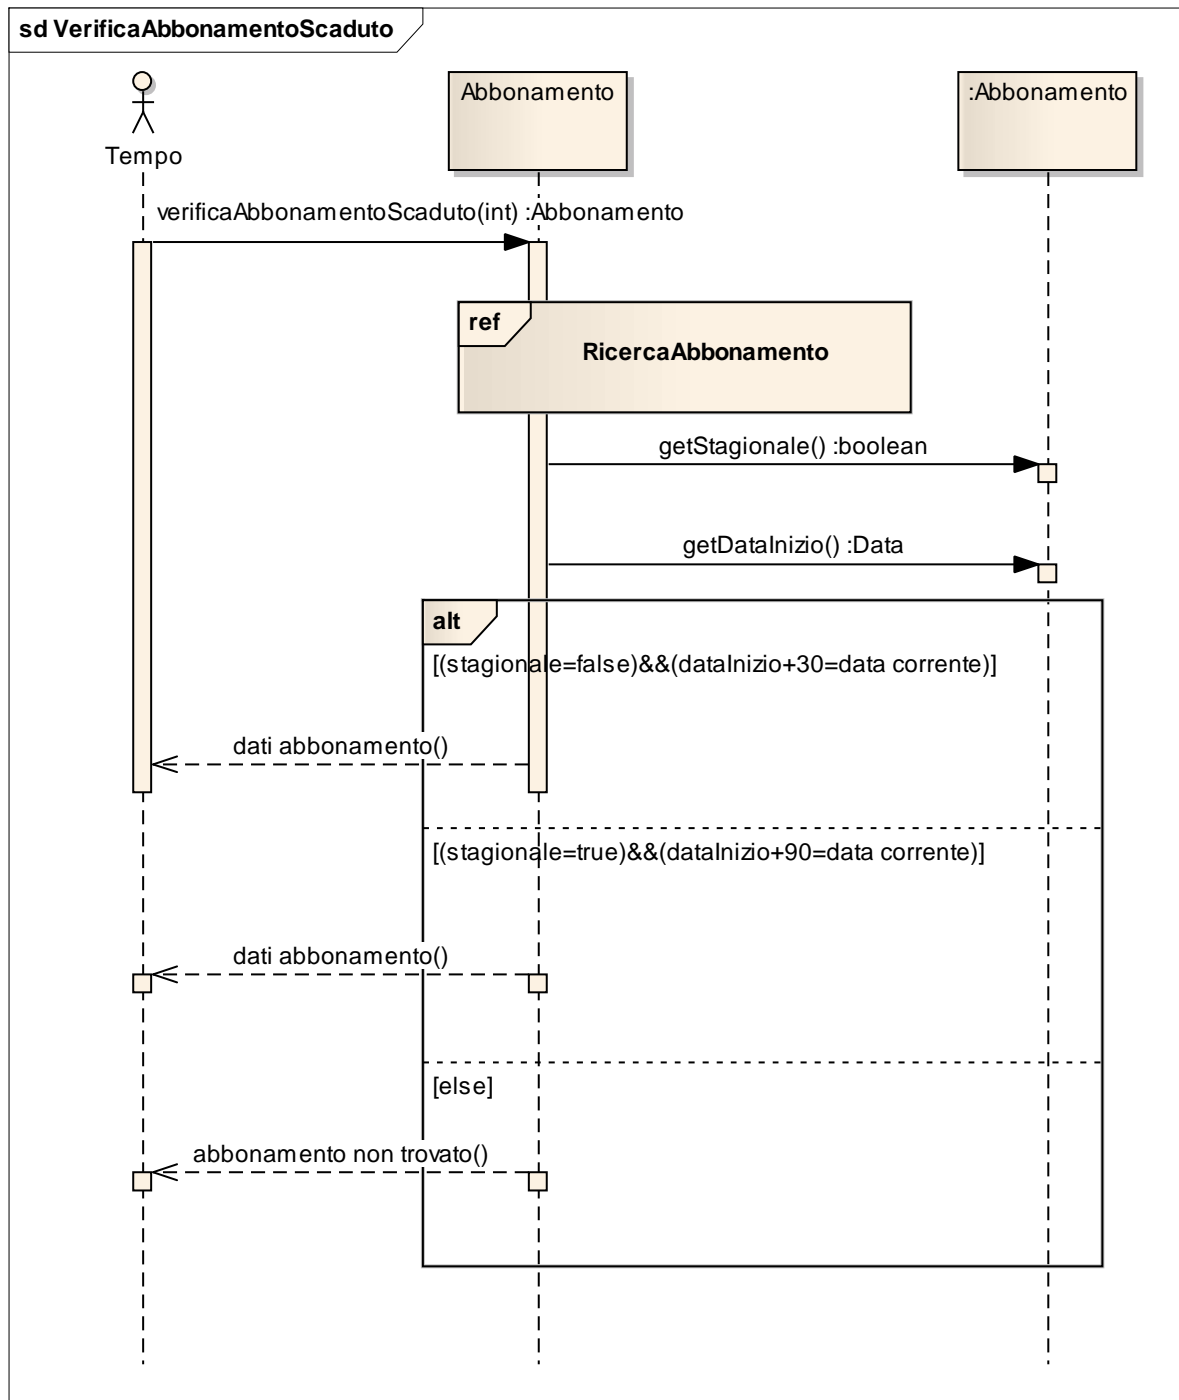 sd VerificaAbbonamentoScaduto
Tempo
Abbonamento
:Abbonamento
verificaAbbonamentoScaduto(int) :Abbonamento
ref
RicercaAbbonamento
getStagionale() :boolean
getDataInizio() :Data
alt
[(stagionale=false)&&(dataInizio+30=data corrente)]
dati abbonamento()
[(stagionale=true)&&(dataInizio+90=data corrente)]
dati abbonamento()
[else]
abbonamento non trovato()